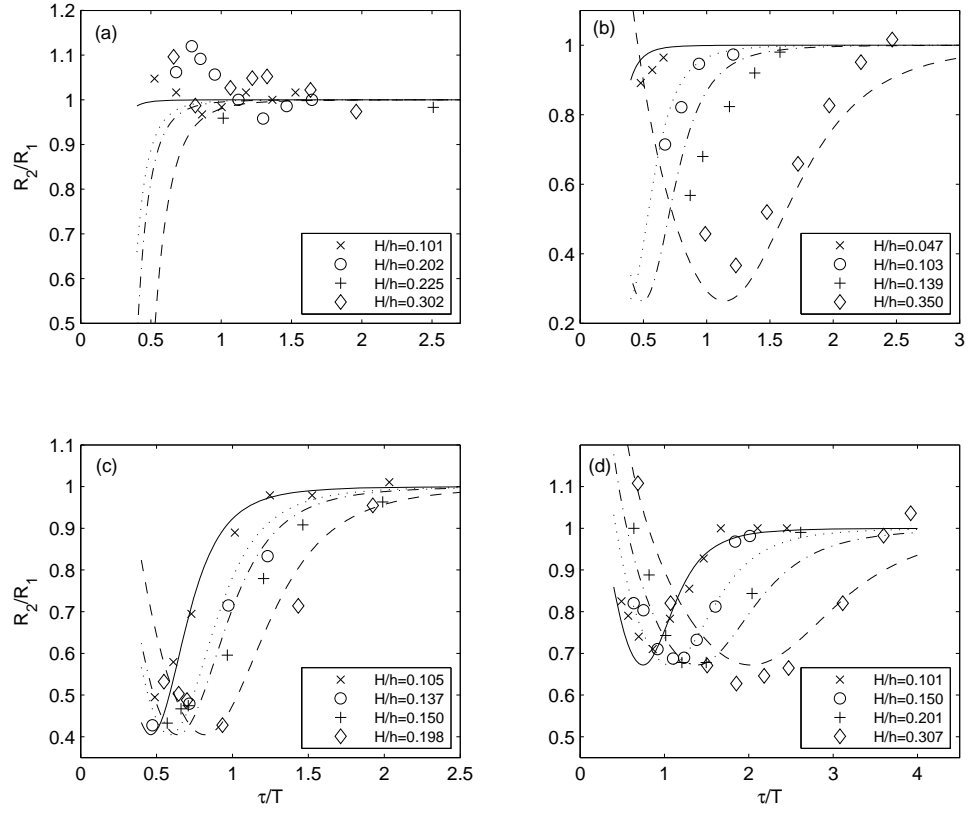 (a)
1.2
1.1
1
0.9
0.8
0.7
0.6
0.5
R2/R1
0 0.5 1 1.5 2 2.5
H/h=0.101
H/h=0.202
H/h=0.225
H/h=0.302
(b)
1
0.8
0.6
0.4
0.2
0 0.5 1 1.5 2 2.5 3
H/h=0.047
H/h=0.103
H/h=0.139
H/h=0.350
(c)
1.1
1
0.9
0.8
0.7
0.6
0.5
0.4
R2/R1
0 0.5 1 1.5 2 2.5
τ/T
H/h=0.105
H/h=0.137
H/h=0.150
H/h=0.198
(d)
1.1
1
0.9
0.8
0.7
0.6
0.5
0 1 2 3 4
τ/T
H/h=0.101
H/h=0.150
H/h=0.201
H/h=0.307